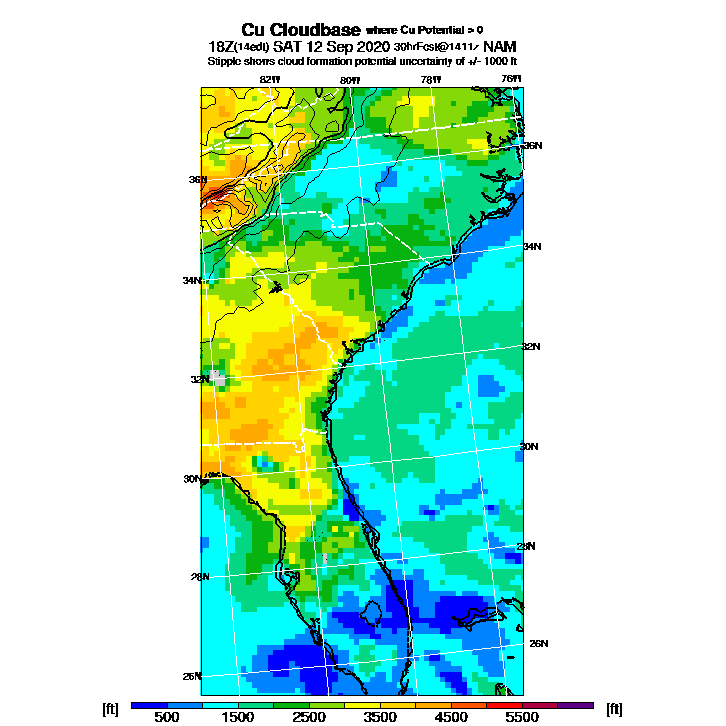 Cu Cloudbase where Cu Potential > 0
18Z(14edt) SAT 12 Sep 2020 30hrFcst@1411z NAM
Stipple shows cloud formation potential uncertainty of +/- 1000 ft
82W 80W 78W 76W
36N
36N
34N
34N
32N
32N
30N
30N
28N
28N
26N
26N
[ft] 500 1500 2500 3500 4500 5500 [ft]